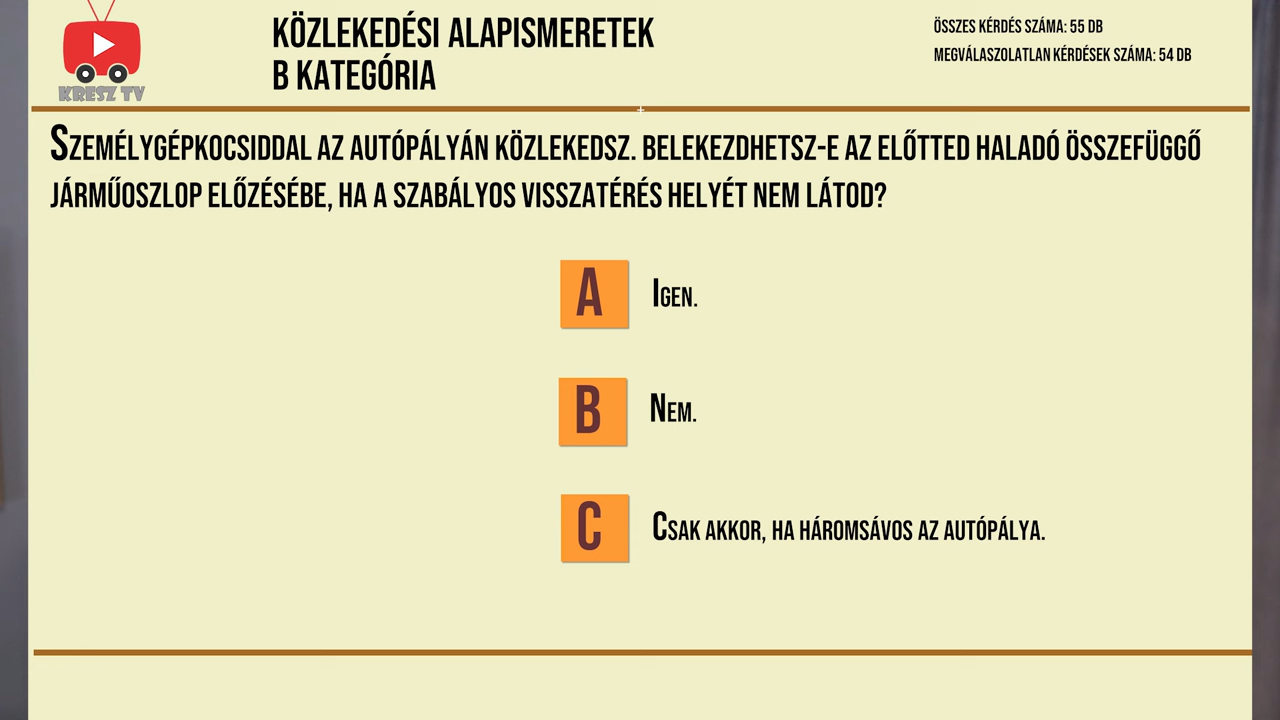 KRESZ TV
KÖZLEKEDÉSI ALAPISMERETEK
B KATEGÓRIA
ÖSSZES KÉRDÉS SZÁMA: 55 DB
MEGVÁLASZOLATLAN KÉRDÉSEK SZÁMA: 54 DB
SZEMÉLYGÉPKOCSIDDAL AZ AUTÓPÁLYÁN KÖZLEKEDSZ. BELEKEZDHETSZ-E AZ ELŐTTED HALADÓ ÖSSZEFÜGGŐ
JÁRMŰOSZLOP ELŐZÉSÉBE, HA A SZABÁLYOS VISSZATÉRÉS HELYÉT NEM LÁTOD?
A IGEN.
B NEM.
C CSAK AKKOR, HA HÁROMSÁVOS AZ AUTÓPÁLYA.